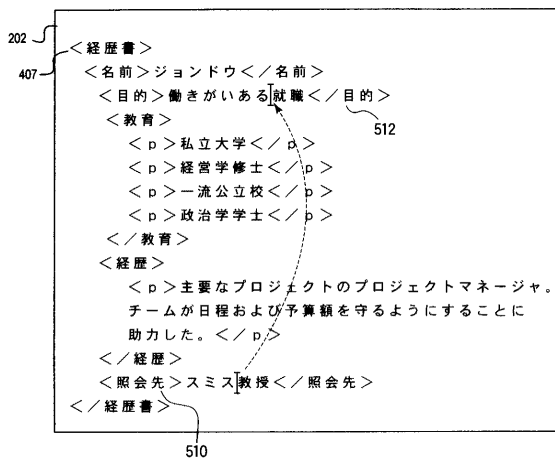 202
407
＜経歴書＞
＜名前＞ジョンドウ＜／名前＞
＜目的＞働きがいある就職＜／目的＞
512
＜教育＞
＜ｐ＞私立大学＜／ｐ＞
＜ｐ＞経営学修士＜／ｐ＞
＜ｐ＞一流公立校＜／ｐ＞
＜ｐ＞政治学学士＜／ｐ＞
＜／教育＞
＜経歴＞
＜ｐ＞主要なプロジェクトのプロジェクトマネージャ。
チームが日程および予算額を守るようにすることに
助力した。＜／ｐ＞
＜／経歴＞
＜照会先＞スミス教授＜／照会先＞
＜／経歴書＞
510